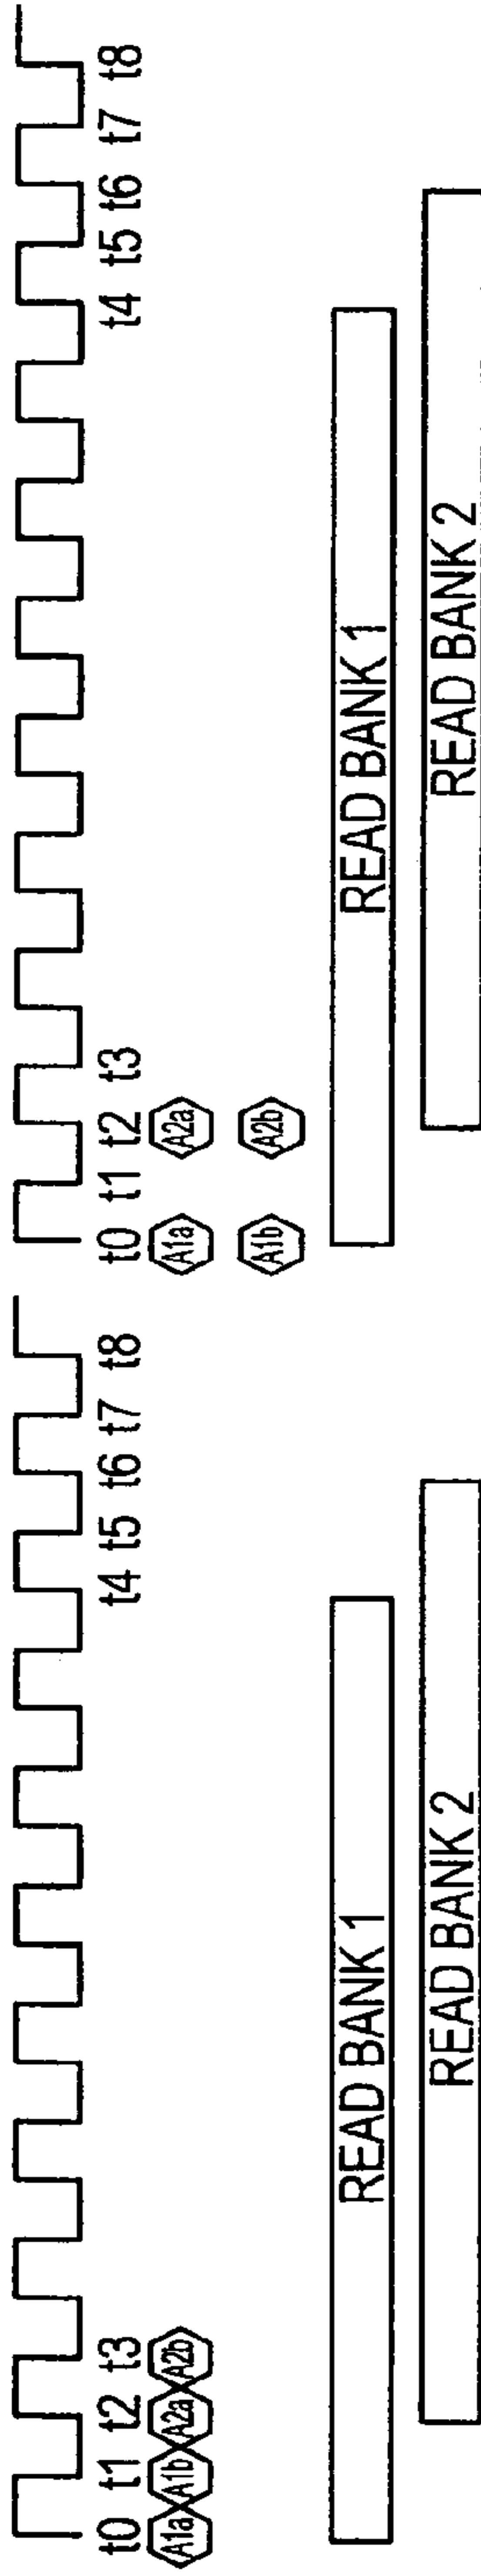 t0 t1 t2 t3 t4 t5 t6 t7 t8
A1a A1b A2a A2b
READ BANK 1
READ BANK 2
t0 t1 t2 t3 t4 t5 t6 t7 t8
A1a A2a
A1b A2b
READ BANK 1
READ BANK 2